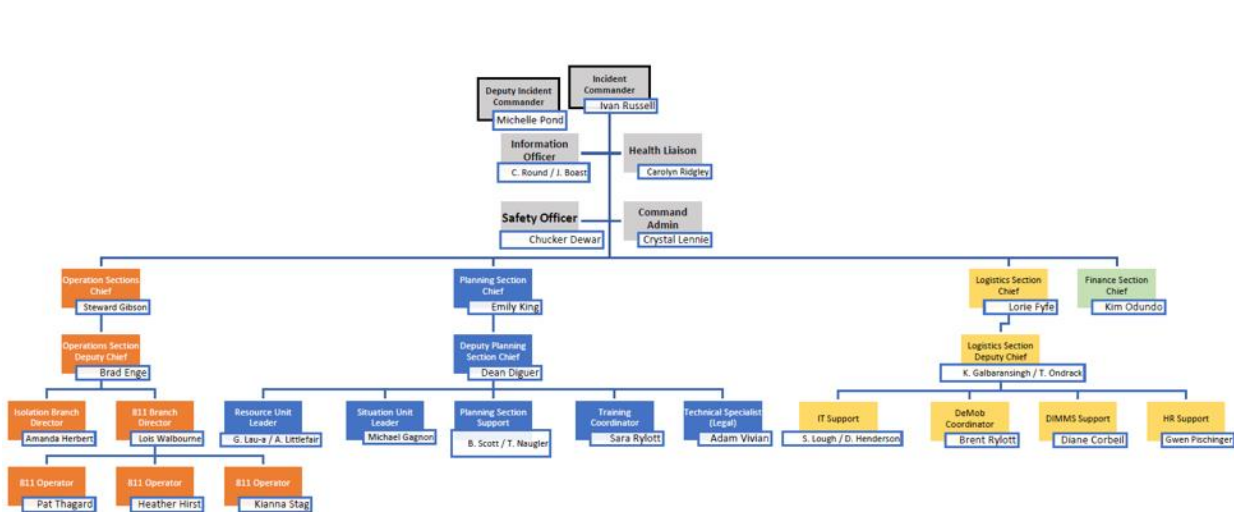 Incident
Commander
Ivan Russell
Deputy Incident
Commander
Michelle Pond
Information
Officer
C. Round / J. Boast
Health Liaison
Carolyn Ridgley
Safety Officer
Chucker Dewar
Command
Admin
Crystal Lennie
Operation Sections
Chief
Steward Gibson
Planning Section
Chief
Emily King
Logistics Section
Chief
Lorie Fyfe
Finance Section
Chief
Kim Odundo
Operations Section
Deputy Chief
Brad Enge
Deputy Planning
Section Chief
Dean Diguer
Logistics Section
Deputy Chief
K. Galbaransingh / T. Ondrack
Isolation Branch
Director
Amanda Herbert
811 Branch
Director
Lois Walbourne
Resource Unit
Leader
G. Lau-a / A. Littlefair
Situation Unit
Leader
Michael Gagnon
Planning Section
Support
B. Scott / T. Naugler
Training
Coordinator
Sara Rylott
Technical Specialist
(Legal)
Adam Vivian
IT Support
S. Lough / D. Henderson
DeMob
Coordinator
Brent Rylott
DIMMS Support
Diane Corbeil
HR Support
Gwen Pischinger
811 Operator
Pat Thagard
811 Operator
Heather Hirst
811 Operator
Kianna Stag